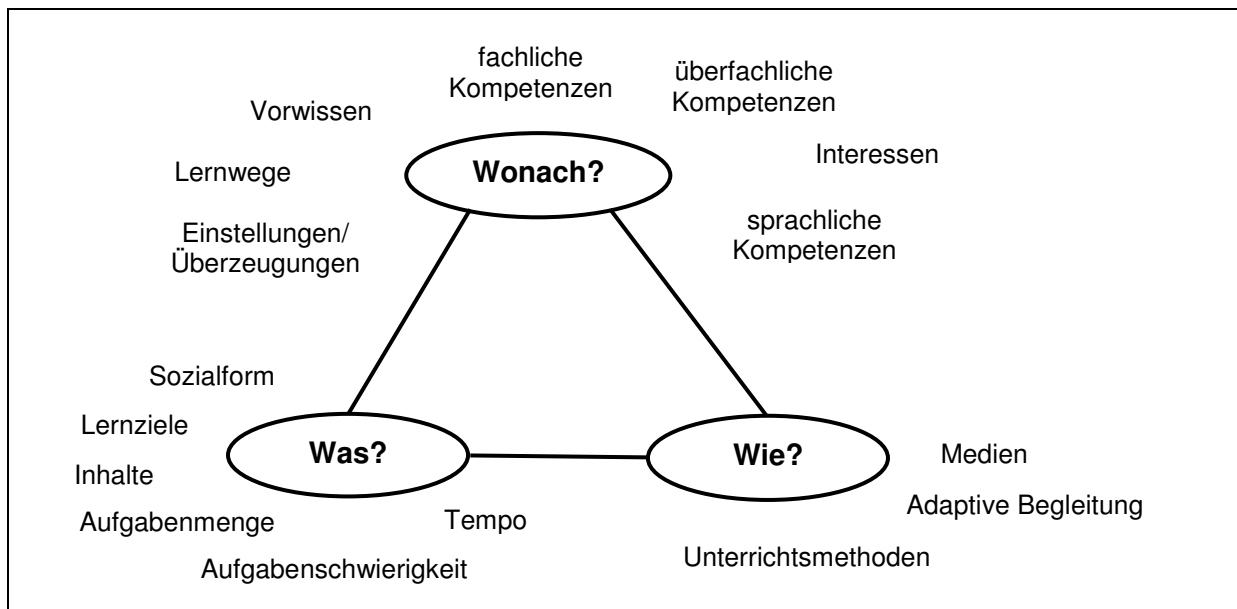 fachliche
Kompetenzen
überfachliche
Kompetenzen
Vorwissen
Interessen
Wonach?
Lernwege
Einstellungen/
Überzeugungen
sprachliche
Kompetenzen
Sozialform
Lernziele
Was?
Wie?
Medien
Inhalte
Adaptive Begleitung
Aufgabenmenge
Tempo
Unterrichtsmethoden
Aufgabenschwierigkeit